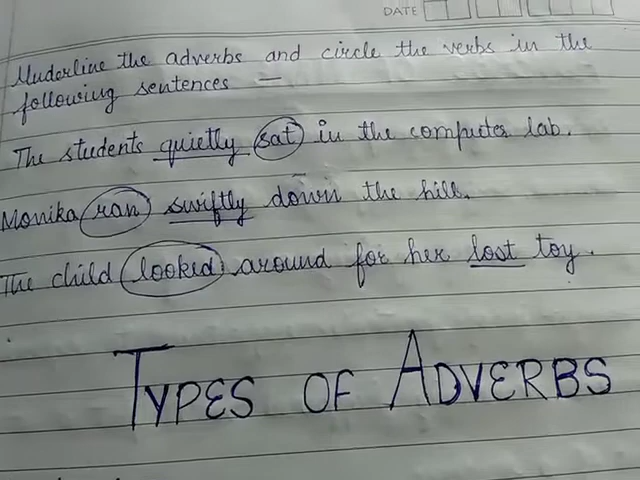 DATE
Underline the adverbs and circle the verbs in the
following sentences —
The students quietly sat in the computer lab.
Monika ran swiftly down the hill.
The child looked around for her lost toy.
TYPES OF ADVERBS